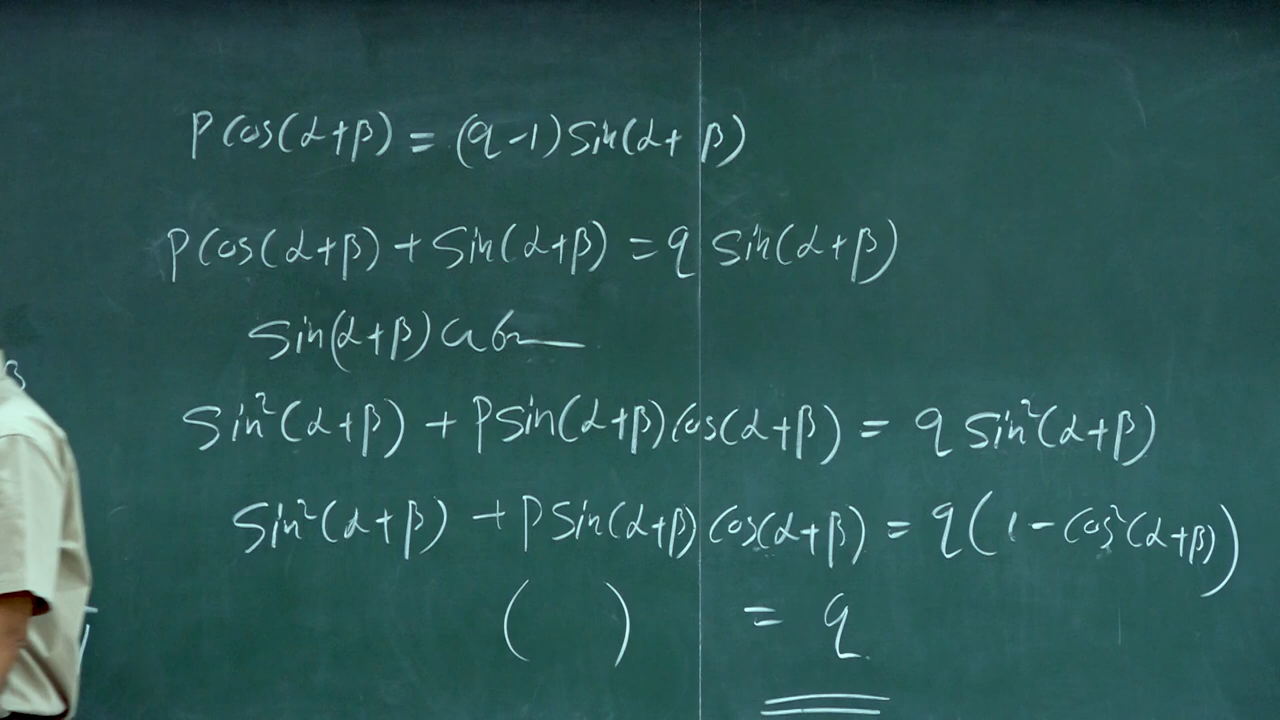 p cos(α+β) = (q-1) sin(α+β)
p cos(α+β) + sin(α+β) = q sin(α+β)
sin(α+β)
sin²(α+β) + p sin(α+β) cos(α+β) = q sin²(α+β)
sin²(α+β) + p sin(α+β) cos(α+β) = q(1-cos²(α+β))
( ) = q
β